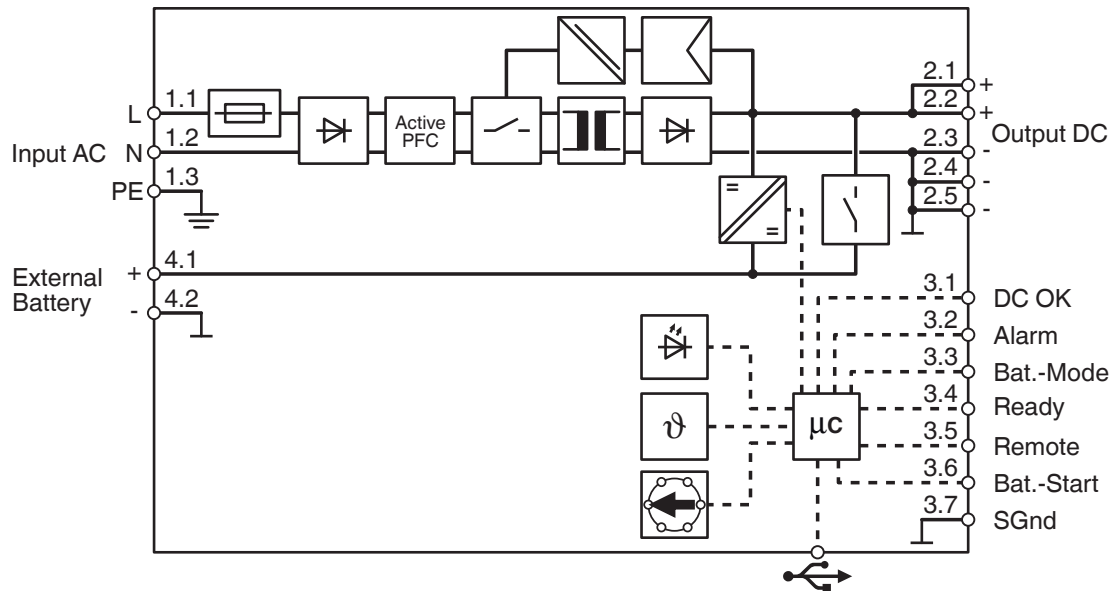 Input AC
L
1.1
N
1.2
PE
1.3
Active
PFC
2.1
+
2.2
+
2.3
-
2.4
-
2.5
-
Output DC
=
=
External
Battery
+
4.1
-
4.2
3.1
DC OK
3.2
Alarm
3.3
Bat.-Mode
3.4
Ready
3.5
Remote
3.6
Bat.-Start
3.7
SGnd
ϑ
µc